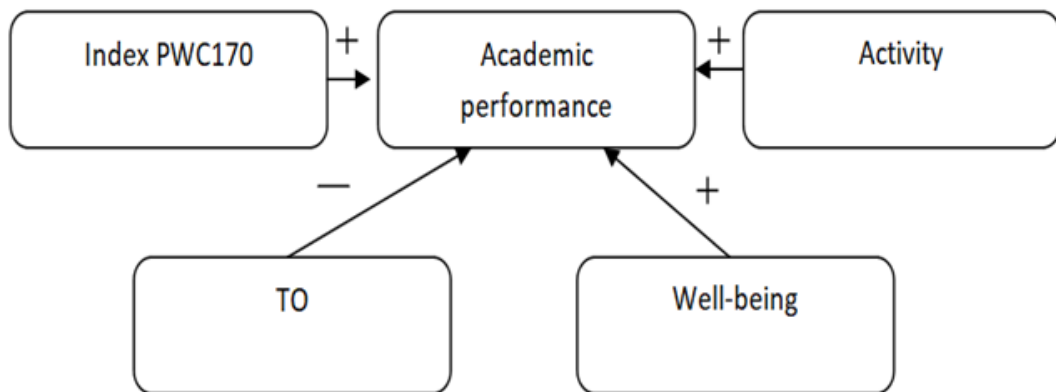 Index PWC170
+
Academic
performance
+
Activity
—
+
TO
Well-being